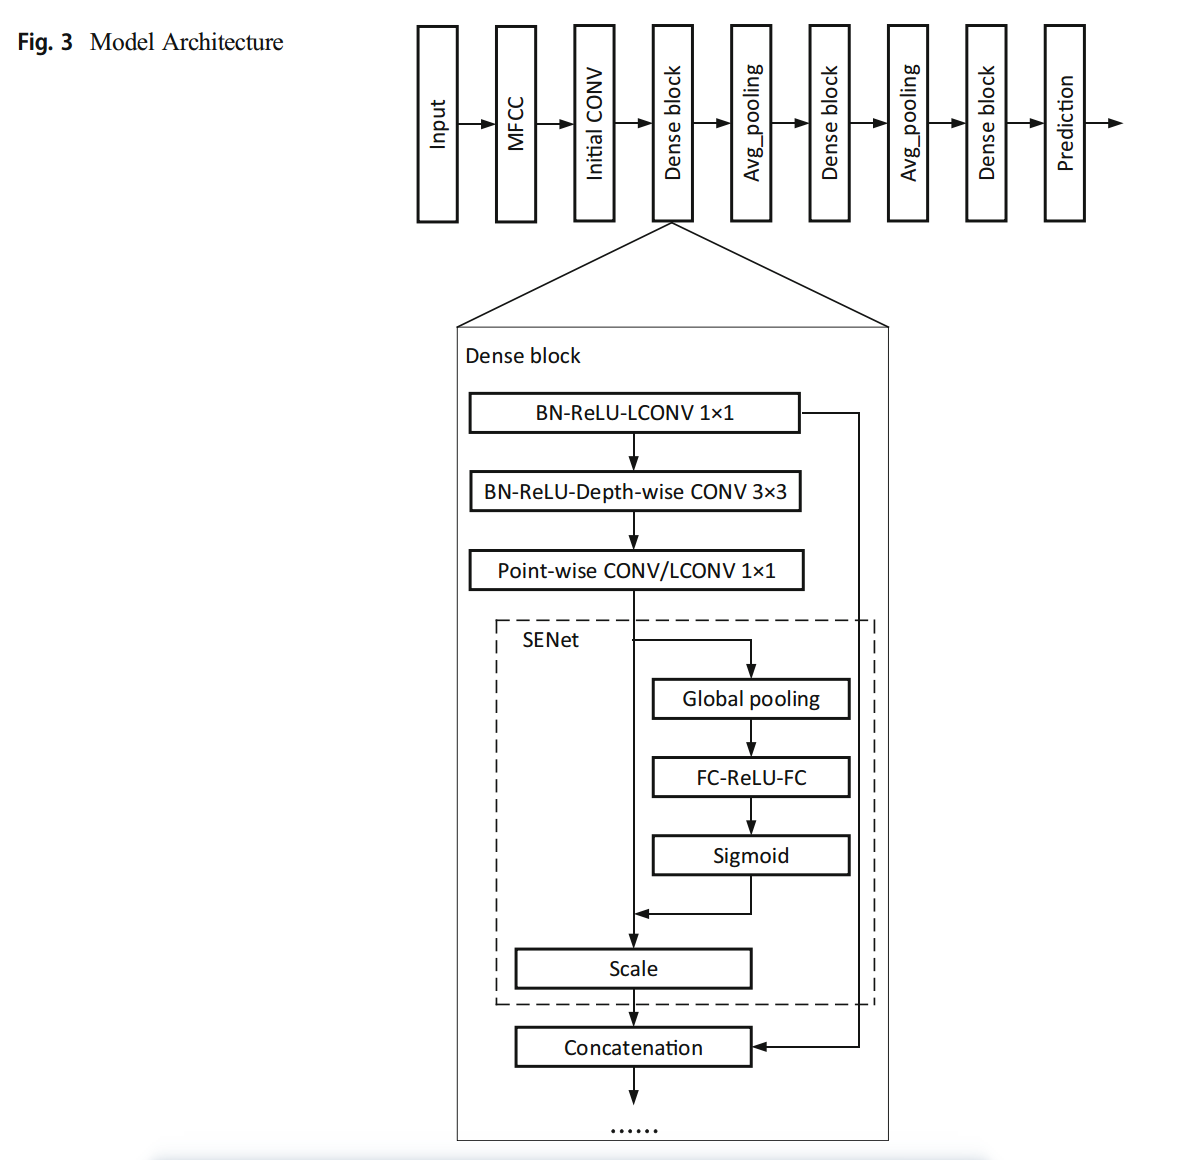 Fig. 3 Model Architecture
Input
MFCC
Initial CONV
Dense block
Avg_pooling
Dense block
Avg_pooling
Dense block
Prediction
Dense block
BN-ReLU-LCONV 1×1
BN-ReLU-Depth-wise CONV 3×3
Point-wise CONV/LCONV 1×1
SENet
Global pooling
FC-ReLU-FC
Sigmoid
Scale
Concatenation
......